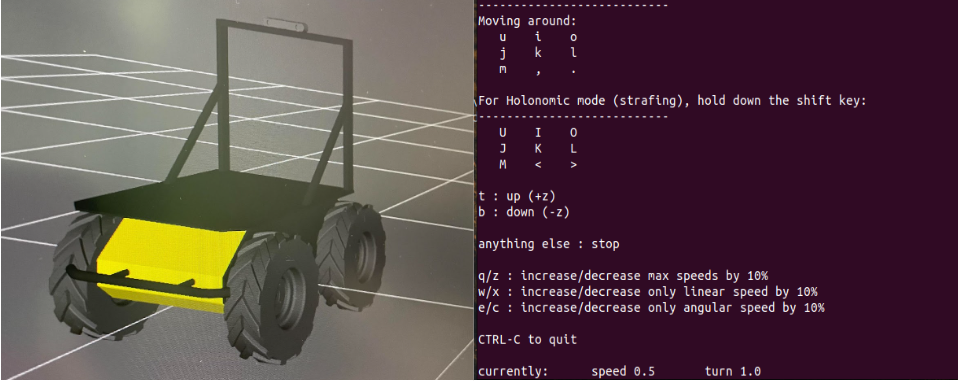 ---------------------------
Moving around:
u i o
j k l
m , .
For Holonomic mode (strafing), hold down the shift key:
---------------------------
U I O
J K L
M < >
t : up (+z)
b : down (-z)
anything else : stop
q/z : increase/decrease max speeds by 10%
w/x : increase/decrease only linear speed by 10%
e/c : increase/decrease only angular speed by 10%
CTRL-C to quit
currently: speed 0.5 turn 1.0